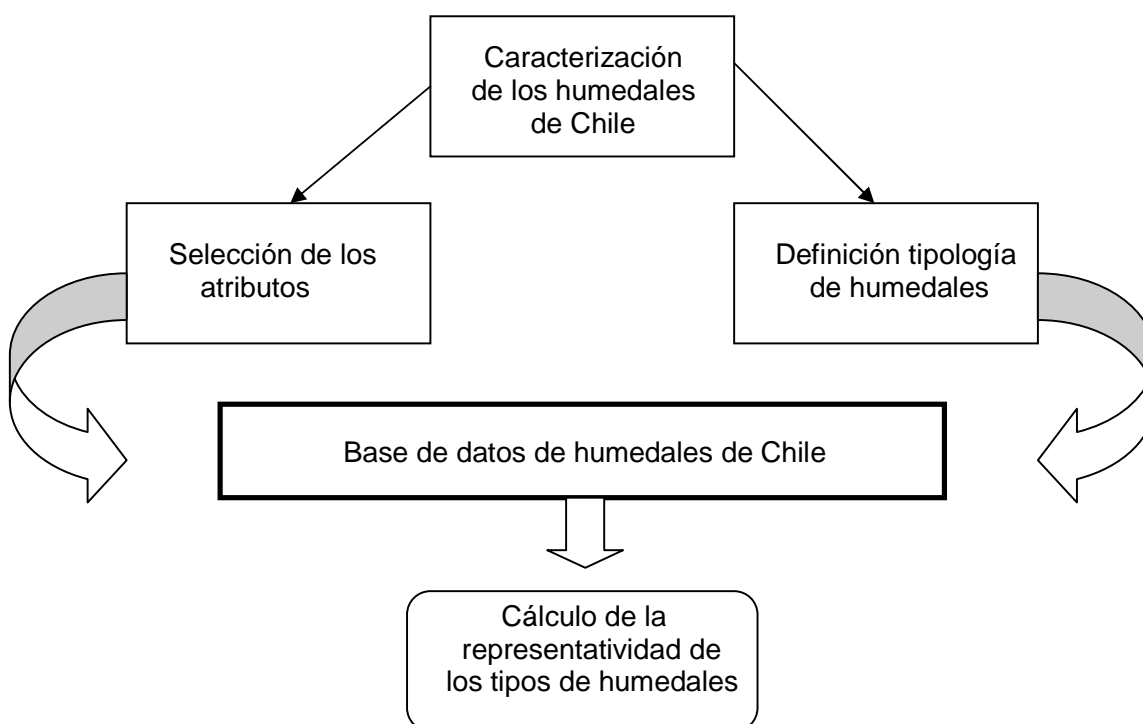 Caracterización
de los humedales
de Chile
Selección de los
atributos
Definición tipología
de humedales
Base de datos de humedales de Chile
Cálculo de la
representatividad de
los tipos de humedales